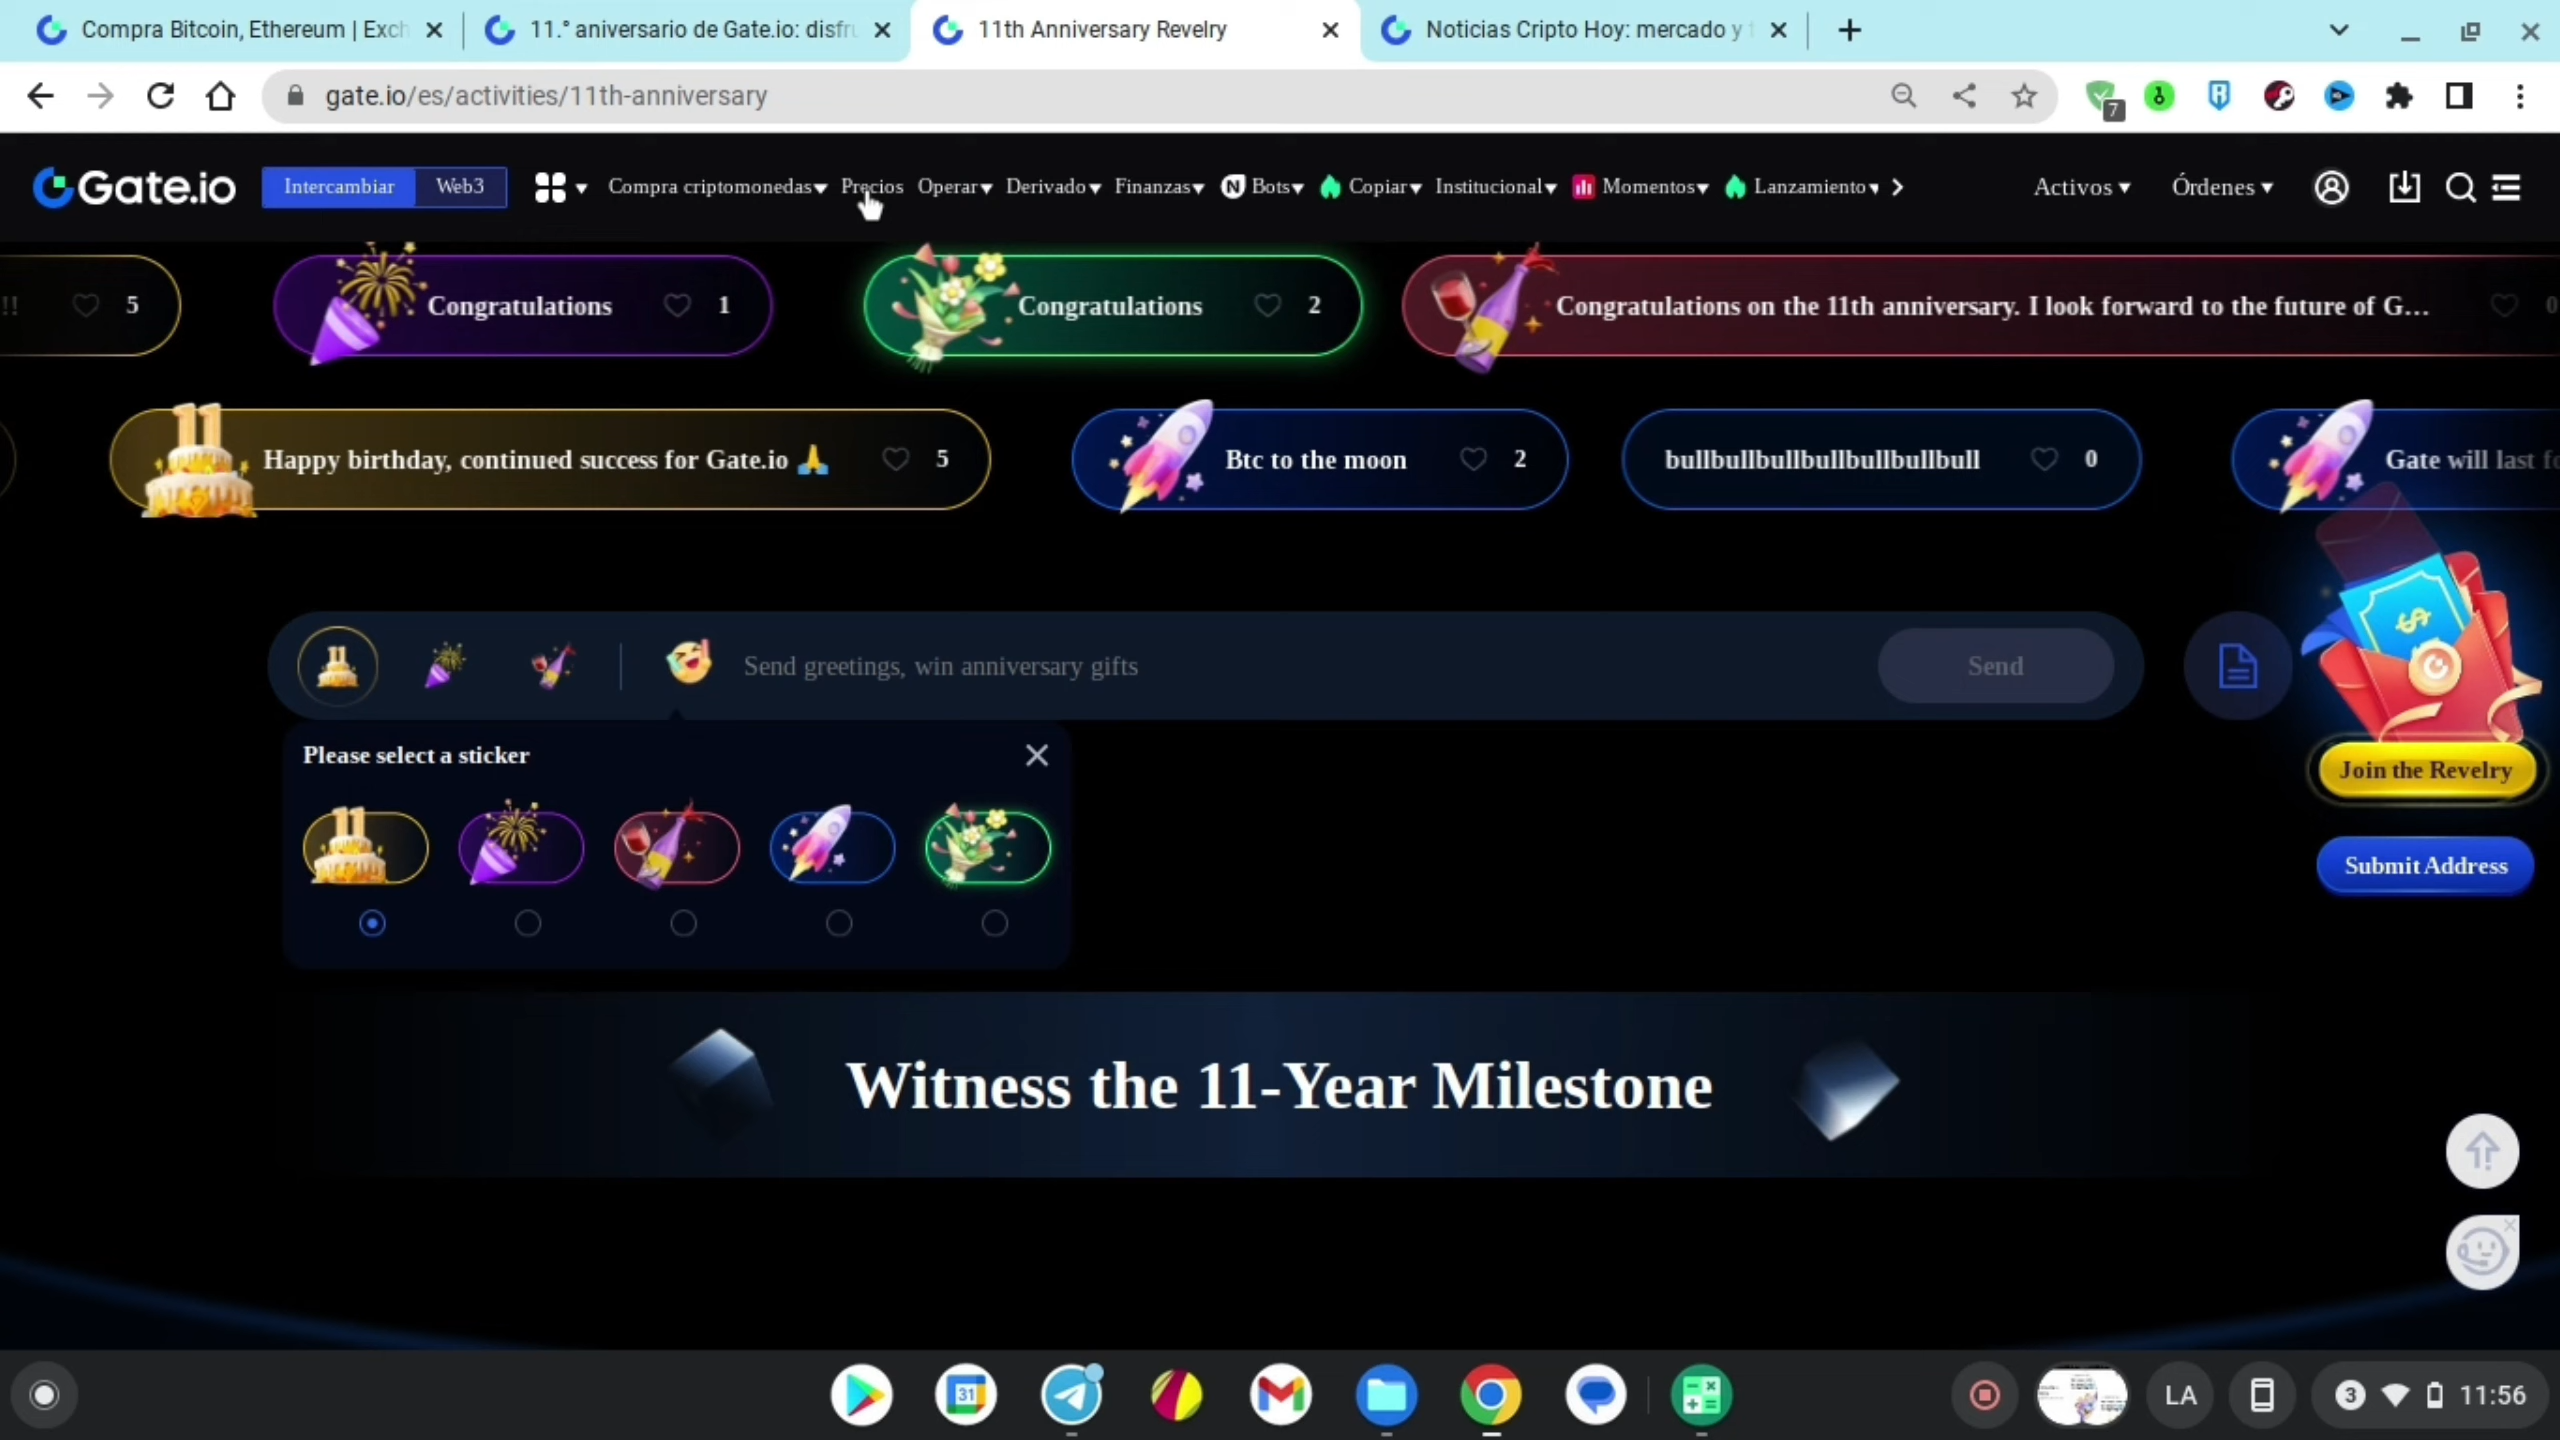 Compra Bitcoin, Ethereum | Exch
11.° aniversario de Gate.io: disfru
11th Anniversary Revelry
Noticias Cripto Hoy: mercado y
gate.io/es/activities/11th-anniversary
7
Gate.io
Intercambiar
Web3
Compra criptomonedas
Precios
Operar
Derivado
Finanzas
Bots
Copiar
Institucional
Momentos
Lanzamiento
Activos
Órdenes
!! 5
Congratulations 1
Congratulations 2
Congratulations on the 11th anniversary. I look forward to the future of G... 0
Happy birthday, continued success for Gate.io 🙏 5
Btc to the moon 2
bullbullbullbullbullbullbull 0
Gate will last fo
Send greetings, win anniversary gifts
Send
Please select a sticker
Join the Revelry
Submit Address
Witness the 11-Year Milestone
31
LA
3
11:56